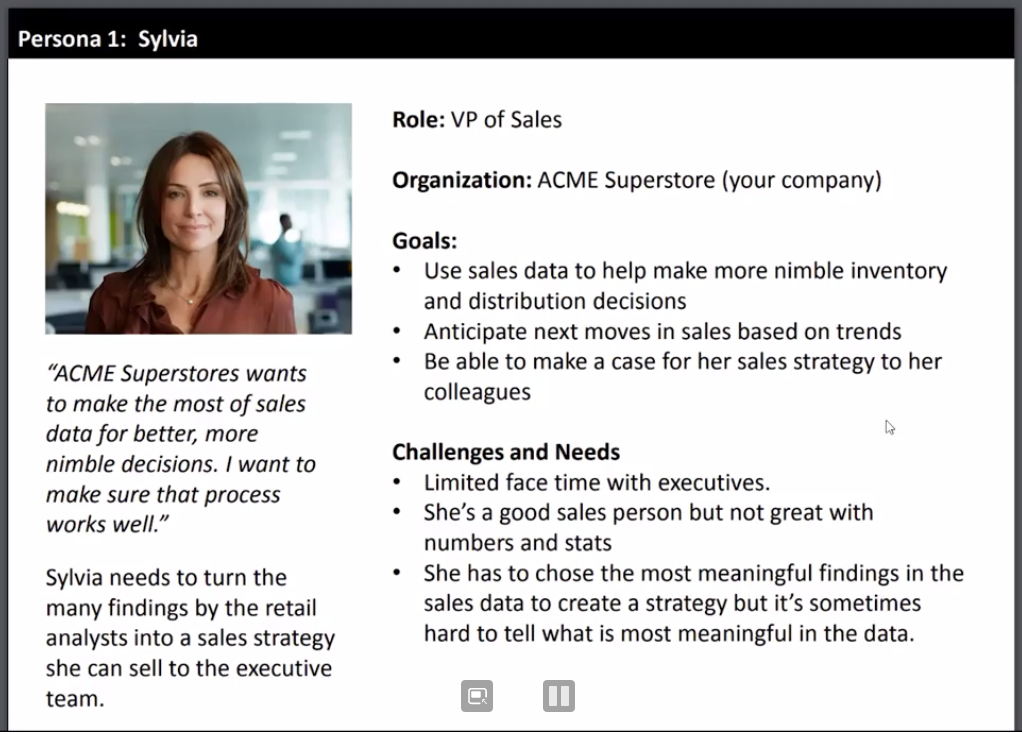 Persona 1:  Sylvia
Role: VP of Sales
Organization: ACME Superstore (your company)
Goals:
• Use sales data to help make more nimble inventory
and distribution decisions
• Anticipate next moves in sales based on trends
• Be able to make a case for her sales strategy to her
colleagues
Challenges and Needs
• Limited face time with executives.
• She’s a good sales person but not great with
numbers and stats
• She has to chose the most meaningful findings in the
sales data to create a strategy but it’s sometimes
hard to tell what is most meaningful in the data.
“ACME Superstores wants
to make the most of sales
data for better, more
nimble decisions. I want to
make sure that process
works well.”
Sylvia needs to turn the
many findings by the retail
analysts into a sales strategy
she can sell to the executive
team.